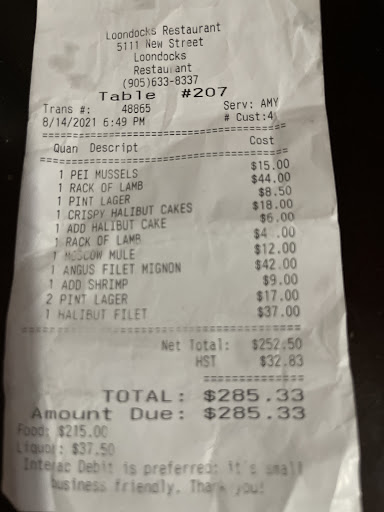 Loondocks Restaurant
5111 New Street
Loondocks
Restaurant
(905)633-8337
Table #207
Trans #: 48865 Serv: AMY
8/14/2021 6:49 PM # Cust:4
Quan Descript Cost
1 PEI MUSSELS $15.00
1 RACK OF LAMB $44.00
1 PINT LAGER $8.50
1 CRISPY HALIBUT CAKES $18.00
1 ADD HALIBUT CAKE $6.00
1 RACK OF LAMB $4 .00
1 MOSCOW MULE $12.00
1 ANGUS FILET MIGNON $42.00
1 ADD SHRIMP $9.00
2 PINT LAGER $17.00
1 HALIBUT FILET $37.00
Net Total: $252.50
HST $32.83
TOTAL: $285.33
Amount Due: $285.33
Food: $215.00
Liquor: $37.50
Interac Debit is preferred: it's small
business friendly. Thank you!